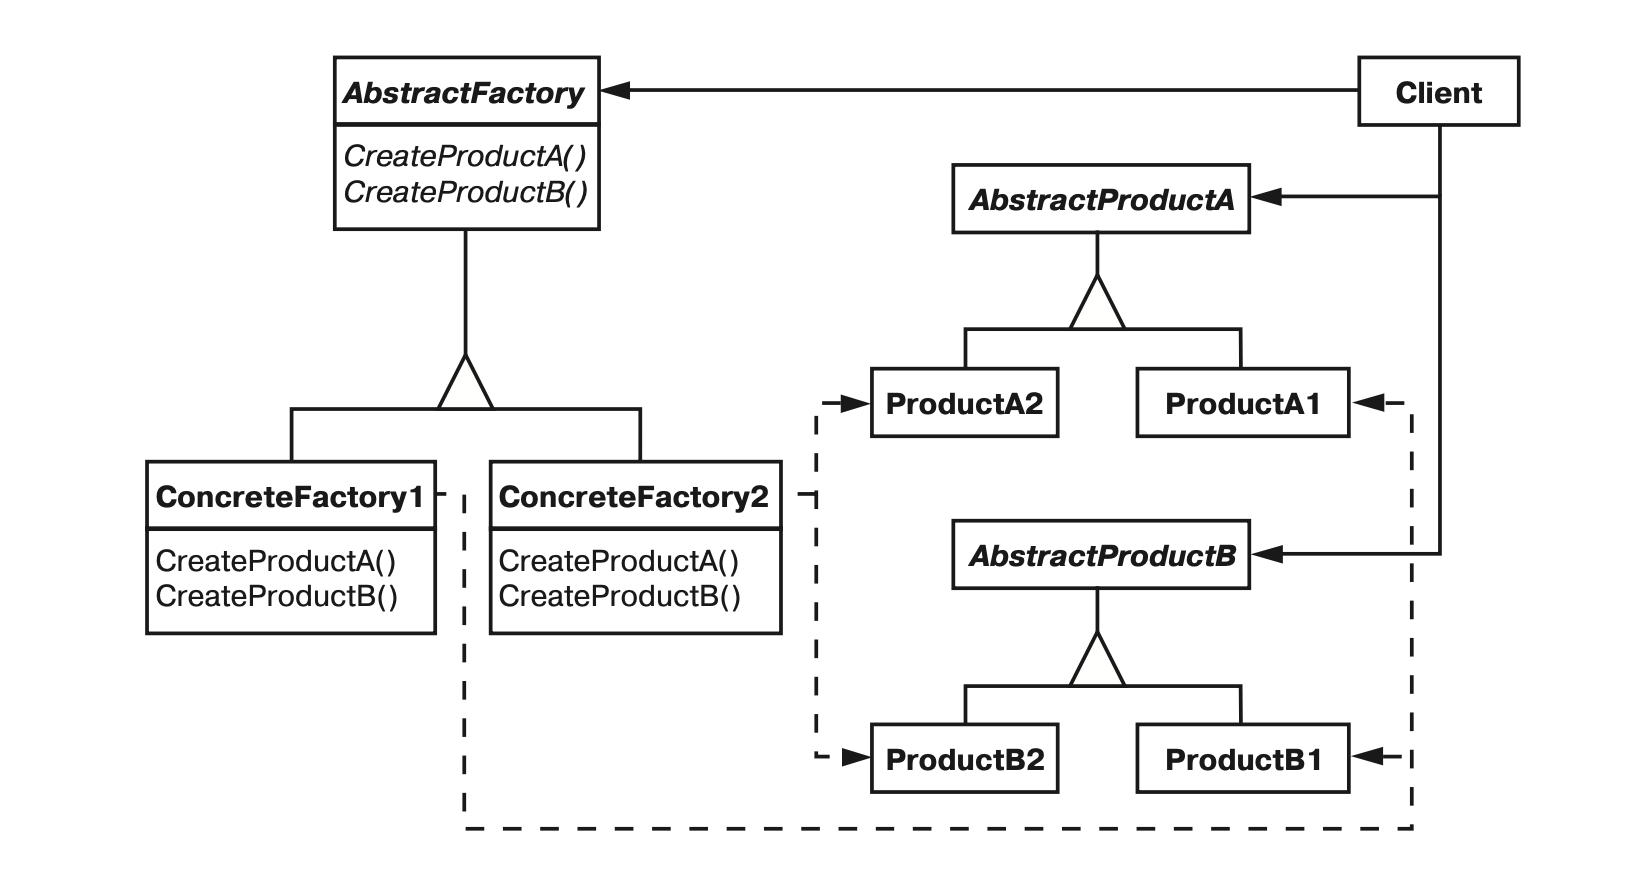 AbstractFactory
CreateProductA()
CreateProductB()
Client
AbstractProductA
ProductA2
ProductA1
ConcreteFactory1
CreateProductA()
CreateProductB()
ConcreteFactory2
CreateProductA()
CreateProductB()
AbstractProductB
ProductB2
ProductB1